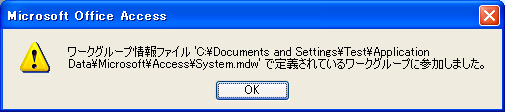 Microsoft Office Access
ワークグループ情報ファイル 'C:¥Documents and Settings¥Test¥Application
Data¥Microsoft¥Access¥System.mdw' で定義されているワークグループに参加しました。
OK